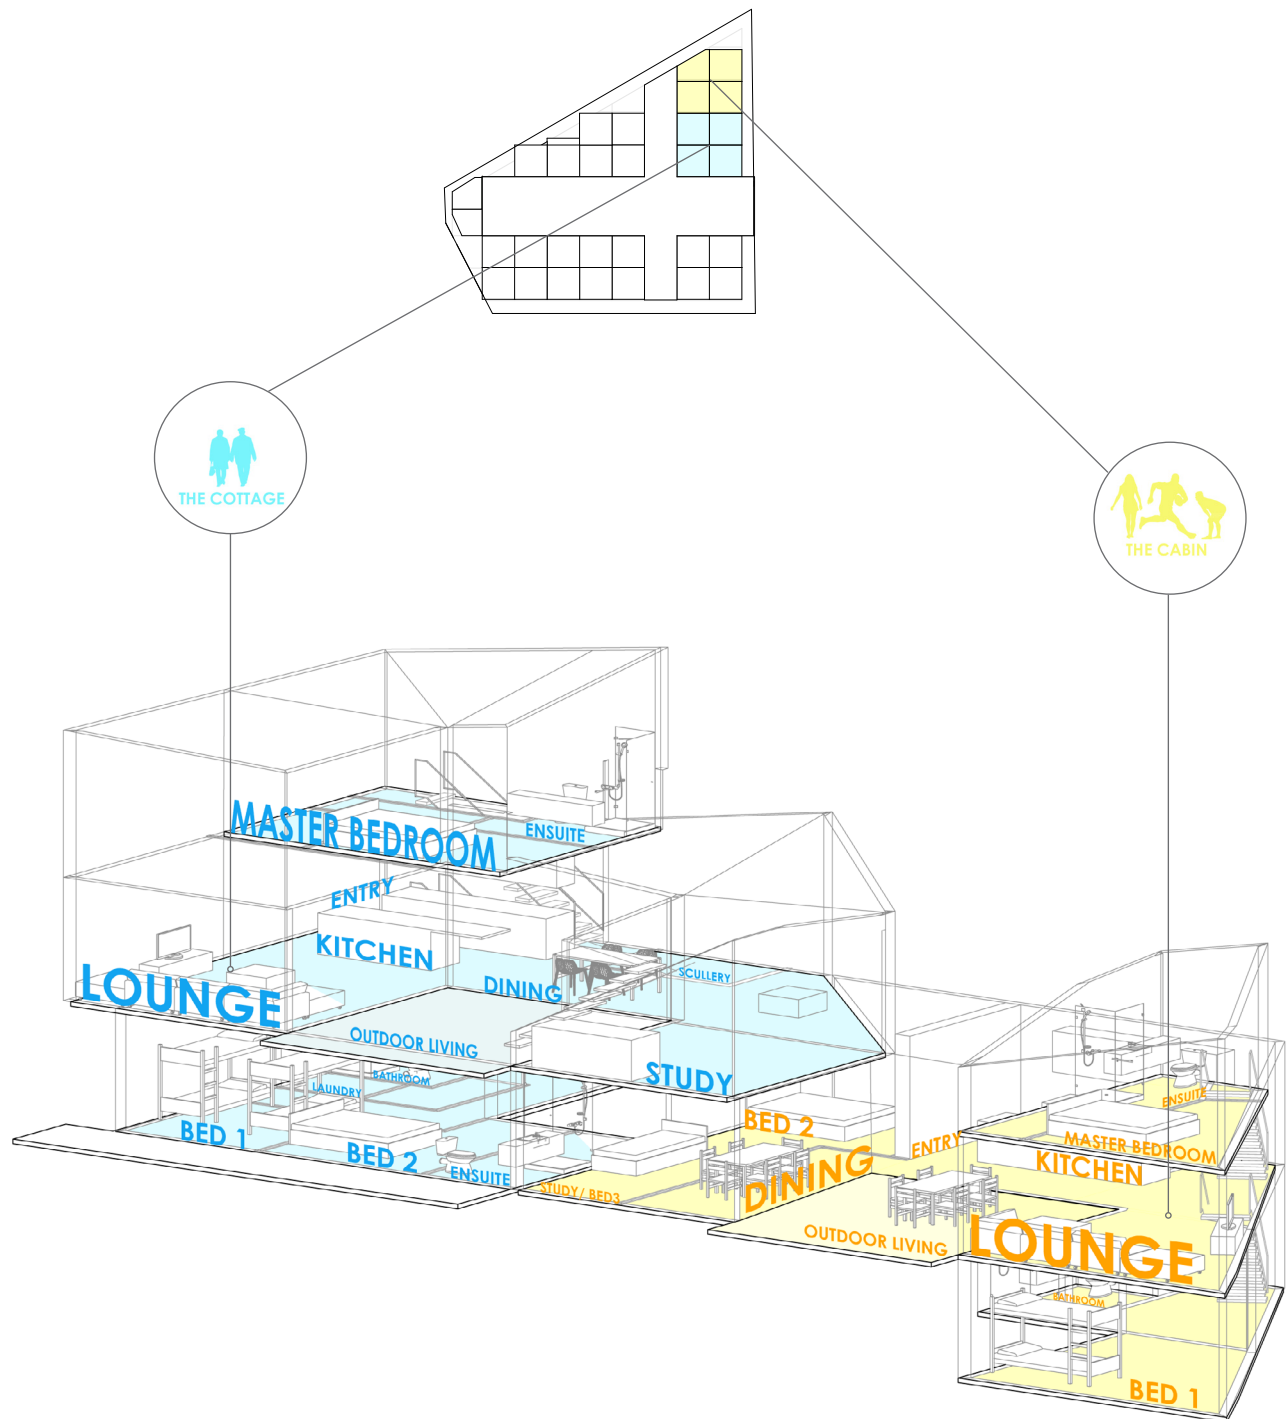 THE COTTAGE
THE CABIN
MASTER BEDROOM
ENSUITE
ENTRY
KITCHEN
LOUNGE
DINING
SCULLERY
OUTDOOR LIVING
STUDY
BATHROOM
LAUNDRY
BED 1
BED 2
ENSUITE
STUDY/ BED3
BED 2
DINING
ENTRY
ENSUITE
MASTER BEDROOM
KITCHEN
OUTDOOR LIVING
LOUNGE
BATHROOM
BED 1